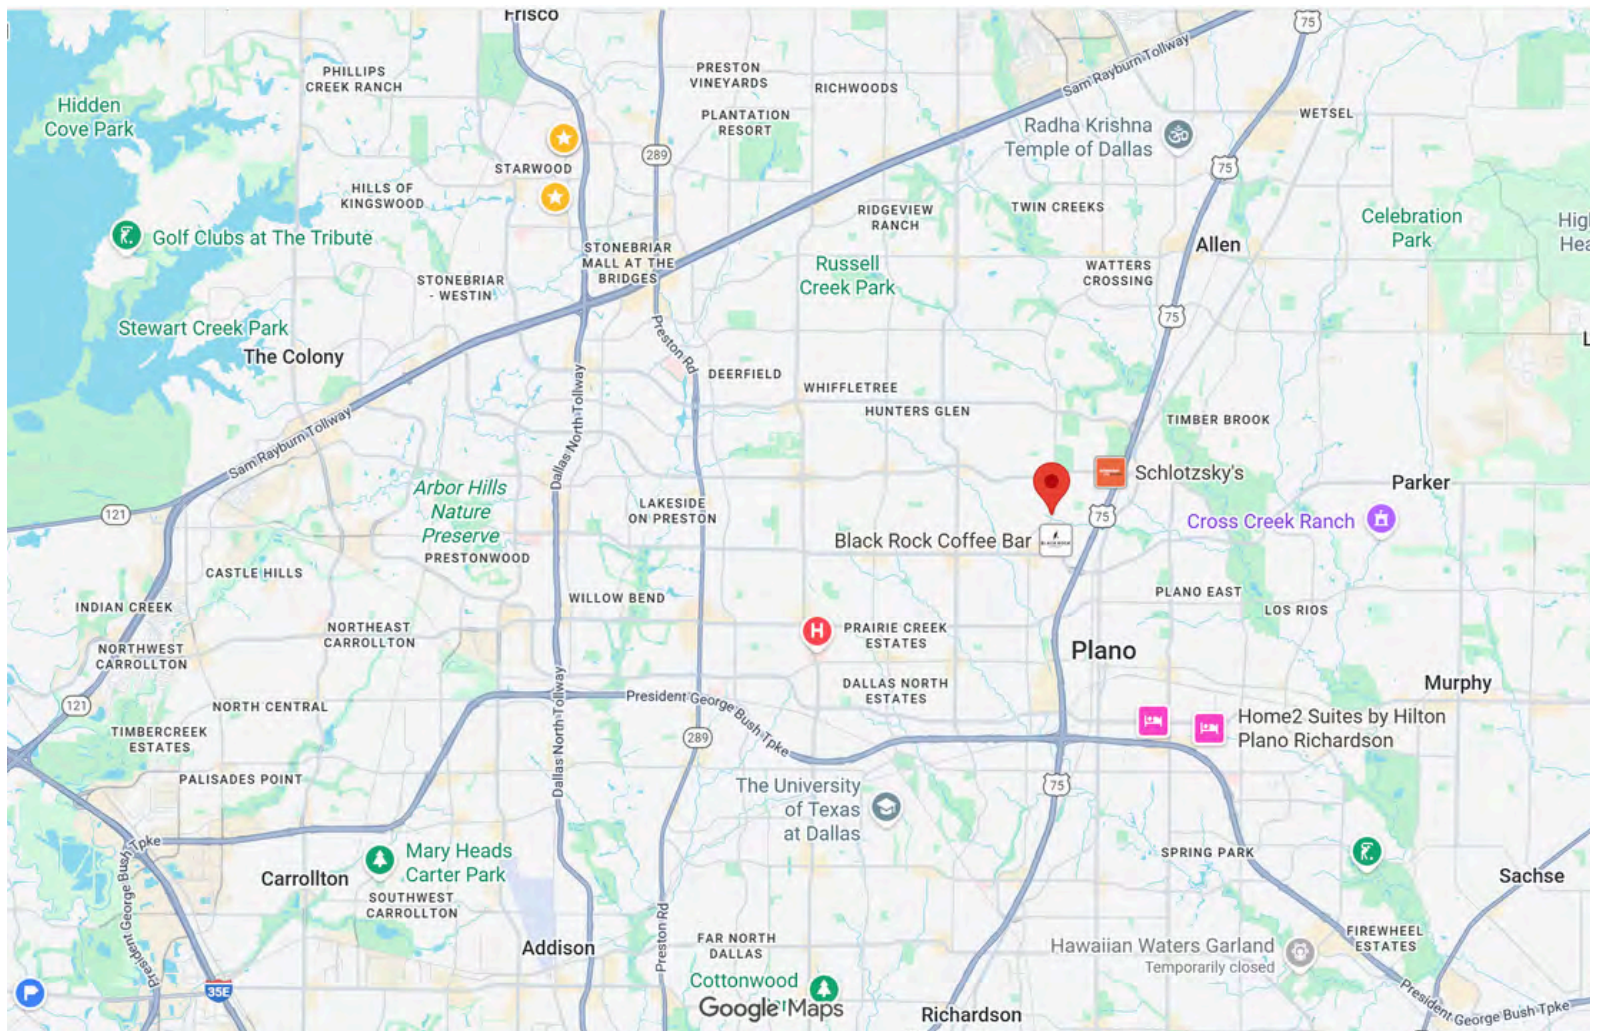 Frisco
75
PHILLIPS
CREEK RANCH
PRESTON
VINEYARDS
RICHWOODS
Sam Rayburn Tollway
Hidden
Cove Park
PLANTATION
RESORT
WETSEL
Radha Krishna
Temple of Dallas
289
STARWOOD
75
HILLS OF
KINGSWOOD
RIDGEVIEW
RANCH
TWIN CREEKS
Celebration
Park
Golf Clubs at The Tribute
Allen
STONEBRIAR
MALL AT THE
BRIDGES
Russell
Creek Park
WATTERS
CROSSING
STONEBRIAR
- WESTIN
75
Stewart Creek Park
The Colony
Preston Rd
DEERFIELD
WHIFFLETREE
HUNTERS GLEN
TIMBER BROOK
Dallas North Tollway
Sam Rayburn Tollway
Schlotzsky's
Parker
Arbor Hills
Nature
Preserve
LAKESIDE
ON PRESTON
121
75
Cross Creek Ranch
Black Rock Coffee Bar
BLACK ROCK
PRESTONWOOD
CASTLE HILLS
PLANO EAST
WILLOW BEND
LOS RIOS
INDIAN CREEK
NORTHEAST
CARROLLTON
H
PRAIRIE CREEK
ESTATES
NORTHWEST
CARROLLTON
Plano
DALLAS NORTH
ESTATES
Murphy
President George Bush Tpke
121
NORTH CENTRAL
Dallas North Tollway
Home2 Suites by Hilton
Plano Richardson
TIMBERCREEK
ESTATES
289
PALISADES POINT
The University
of Texas
at Dallas
75
President George Bush Tpke
Mary Heads
Carter Park
SPRING PARK
Carrollton
Sachse
SOUTHWEST
CARROLLTON
Preston Rd
Addison
FAR NORTH
DALLAS
FIREWHEEL
ESTATES
Hawaiian Waters Garland
Temporarily closed
Cottonwood
35E
Google Maps
Richardson
President George Bush Tpke